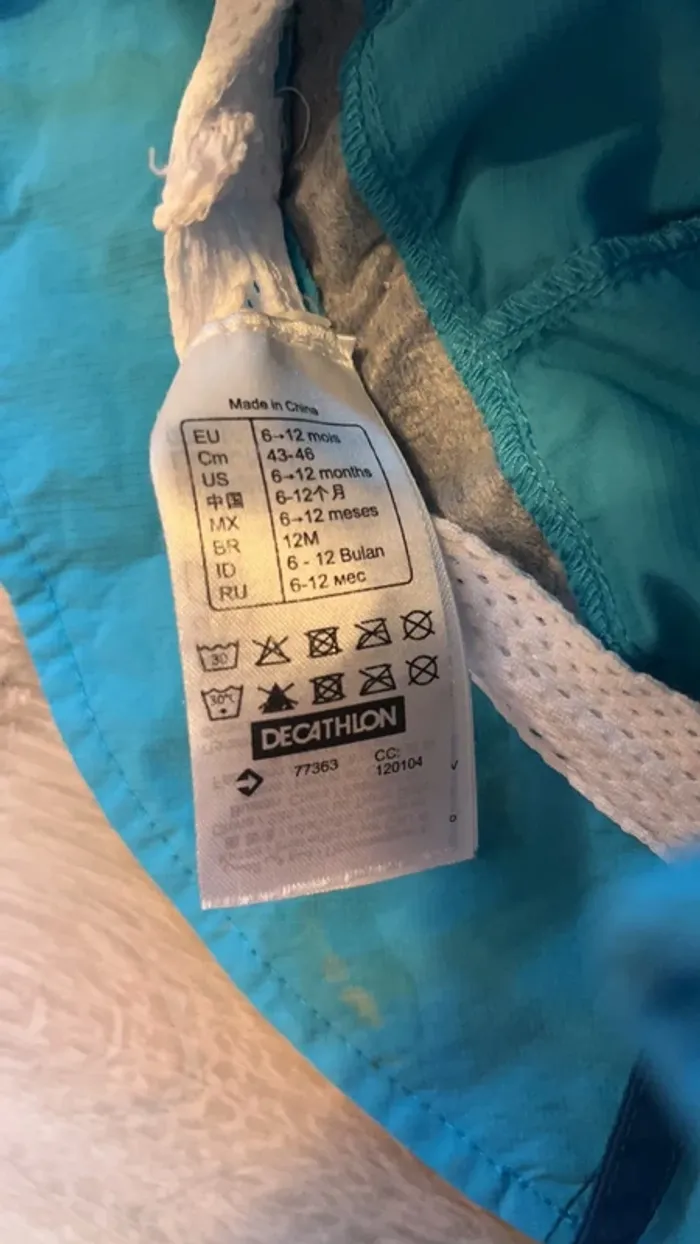 Made in China
EU 6→12 mois
Cm 43-46
US 6→12 months
中国 6-12个月
MX 6→12 meses
BR 12M
ID 6 - 12 Bulan
RU 6-12 мес
30
30°C
DECATHLON
77363 CC: 120104